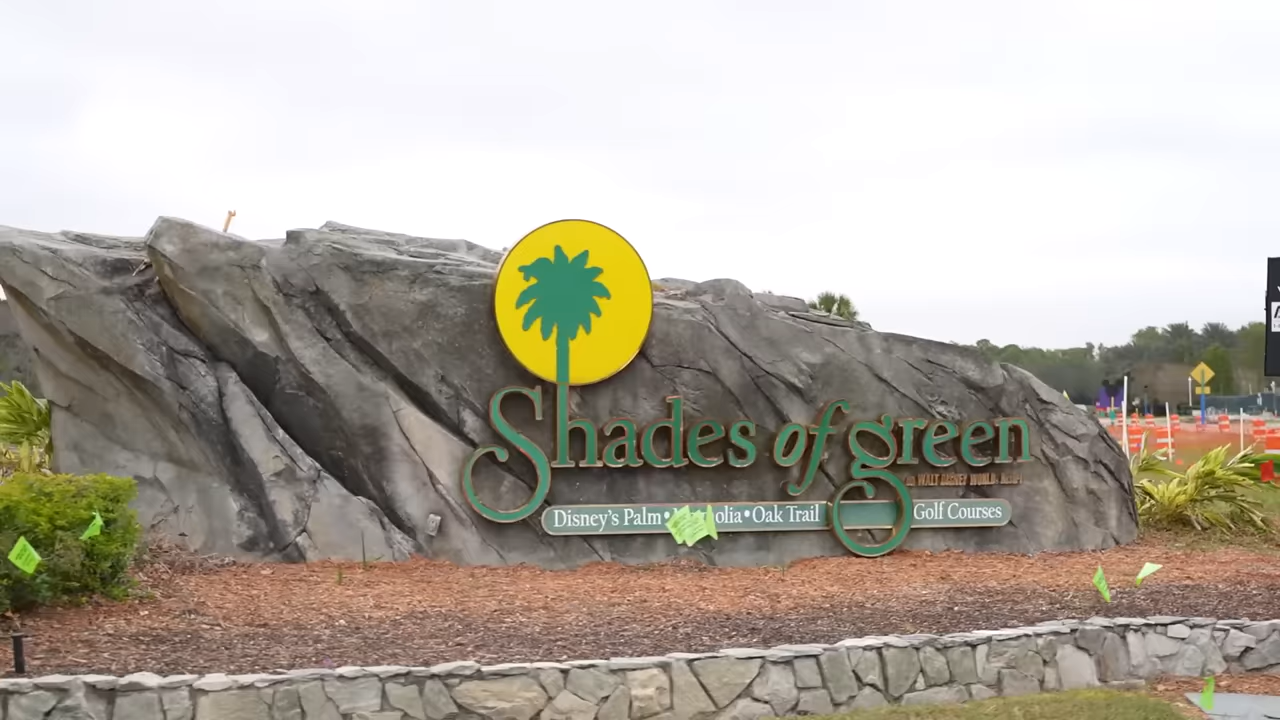 Shades of green
Disney's Palm • • Oak Trail Golf Courses